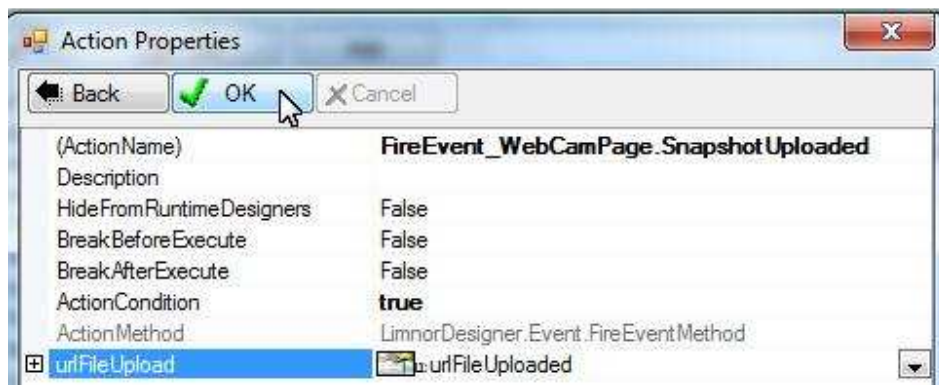 Action Properties
Back OK Cancel
(ActionName) FireEvent_WebCamPage.SnapshotUploaded
Description
HideFromRuntimeDesigners False
BreakBeforeExecute False
BreakAfterExecute False
ActionCondition true
ActionMethod LimnorDesigner.Event.FireEventMethod
urlFileUpload urlFileUploaded